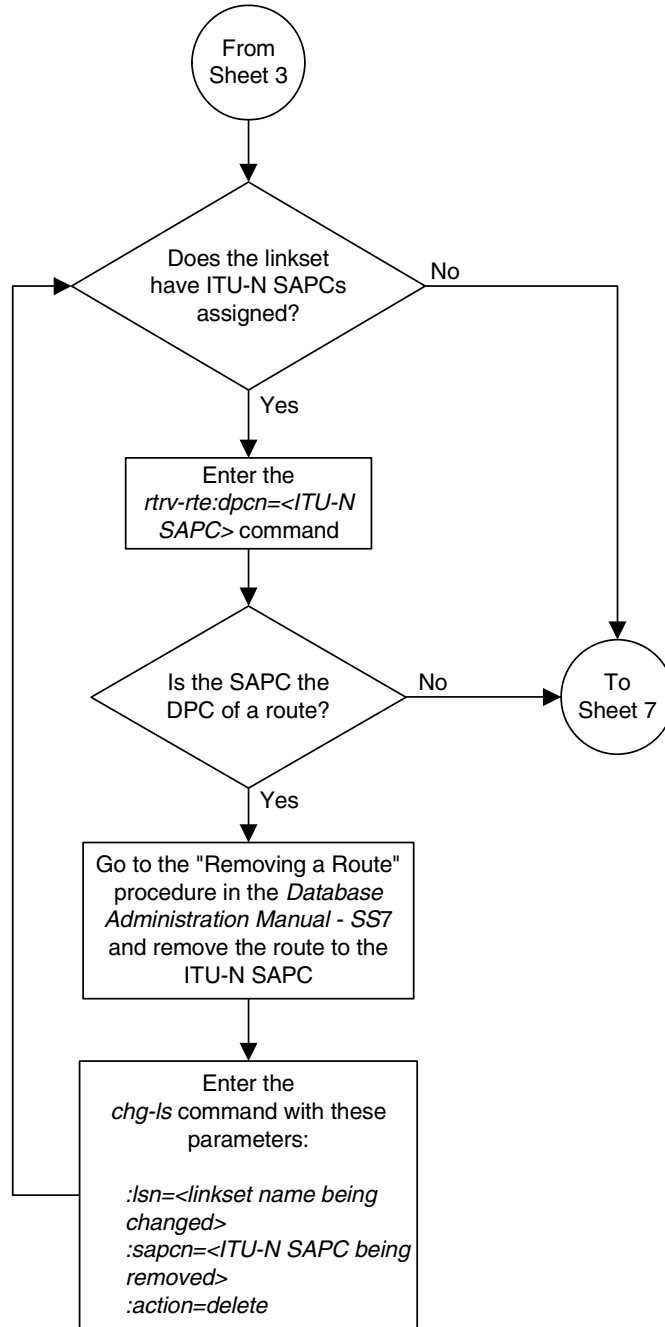 From
Sheet 3
Does the linkset
have ITU-N SAPCs
assigned?
No
Yes
Enter the
rtrv-rte:dpcn=<ITU-N
SAPC> command
Is the SAPC the
DPC of a route?
No
To
Sheet 7
Yes
Go to the "Removing a Route"
procedure in the Database
Administration Manual - SS7
and remove the route to the
ITU-N SAPC
Enter the
chg-ls command with these
parameters:
:lsn=<linkset name being
changed>
:sapcn=<ITU-N SAPC being
removed>
:action=delete